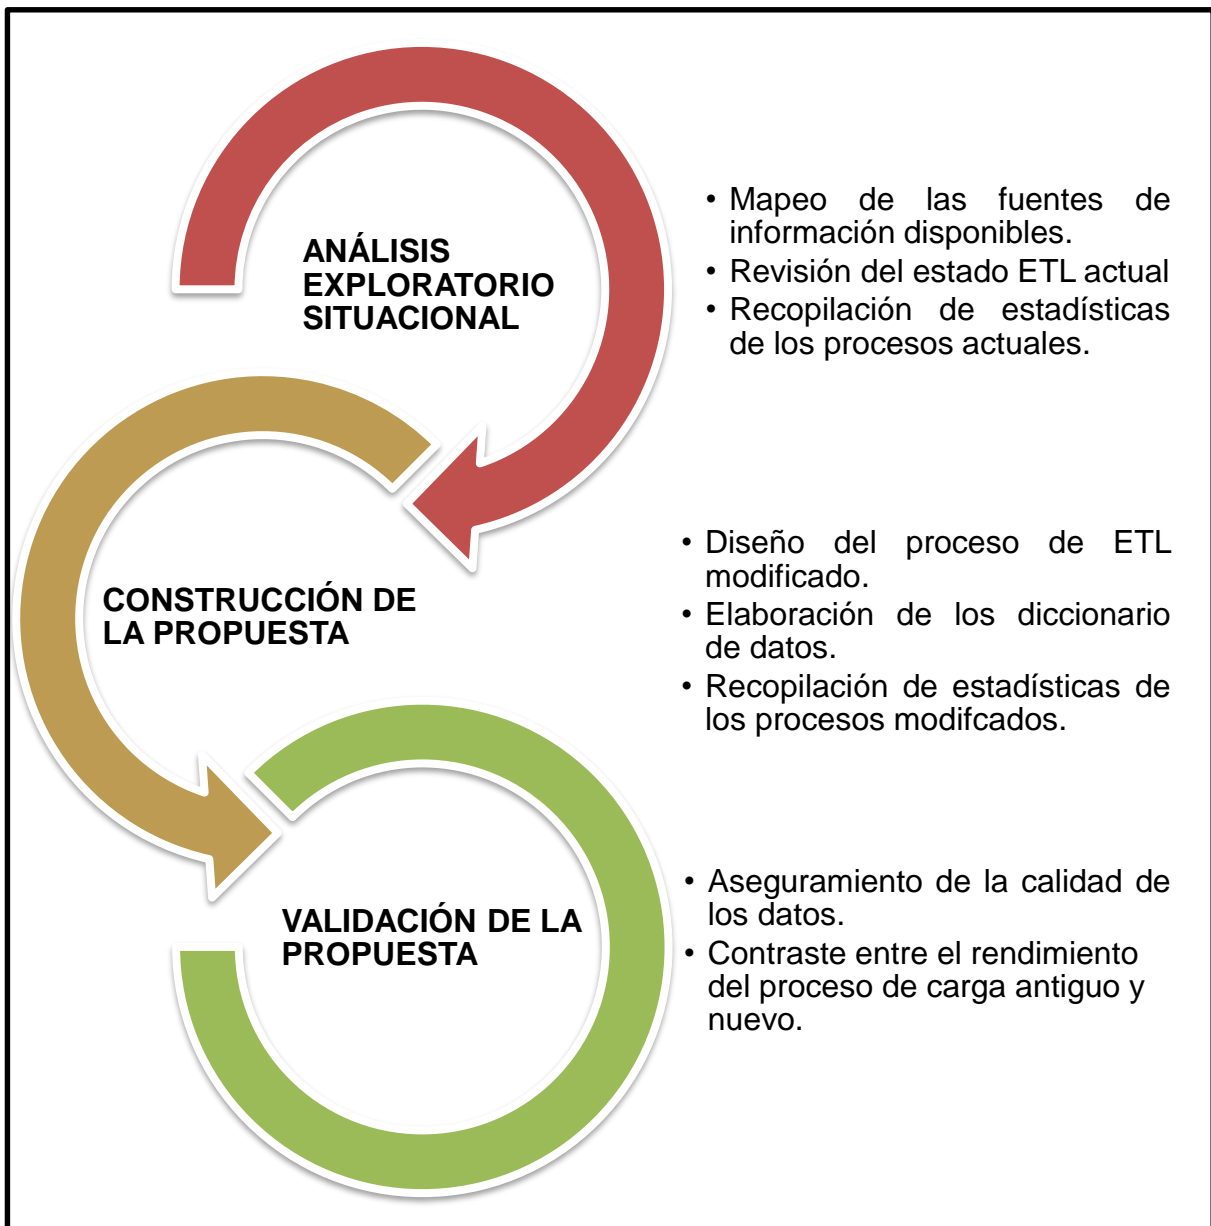 ANÁLISIS
EXPLORATORIO
SITUACIONAL
• Mapeo de las fuentes de
información disponibles.
• Revisión del estado ETL actual
• Recopilación de estadísticas
de los procesos actuales.
CONSTRUCCIÓN DE
LA PROPUESTA
• Diseño del proceso de ETL
modificado.
• Elaboración de los diccionario
de datos.
• Recopilación de estadísticas de
los procesos modifcados.
VALIDACIÓN DE LA
PROPUESTA
• Aseguramiento de la calidad de
los datos.
• Contraste entre el rendimiento
del proceso de carga antiguo y
nuevo.